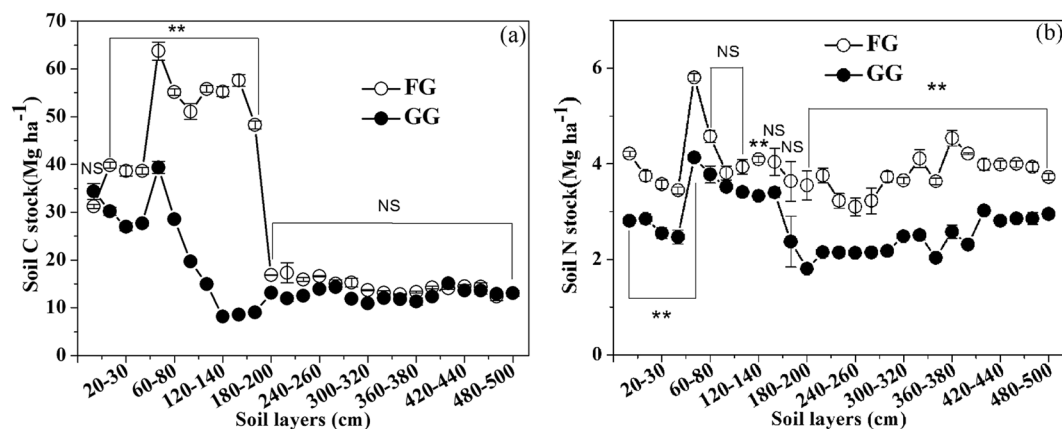 (a)
**
NS
FG
GG
NS
Soil C stock(Mg ha⁻¹)
70
60
50
40
30
20
10
0
20-30
60-80
120-140
180-200
240-260
300-320
360-380
420-440
480-500
Soil layers (cm)
(b)
NS
FG
GG
**
NS
**
NS
**
Soil N stock(Mg ha⁻¹)
6
4
2
0
20-30
60-80
120-140
180-200
240-260
300-320
360-380
420-440
480-500
Soil layers (cm)